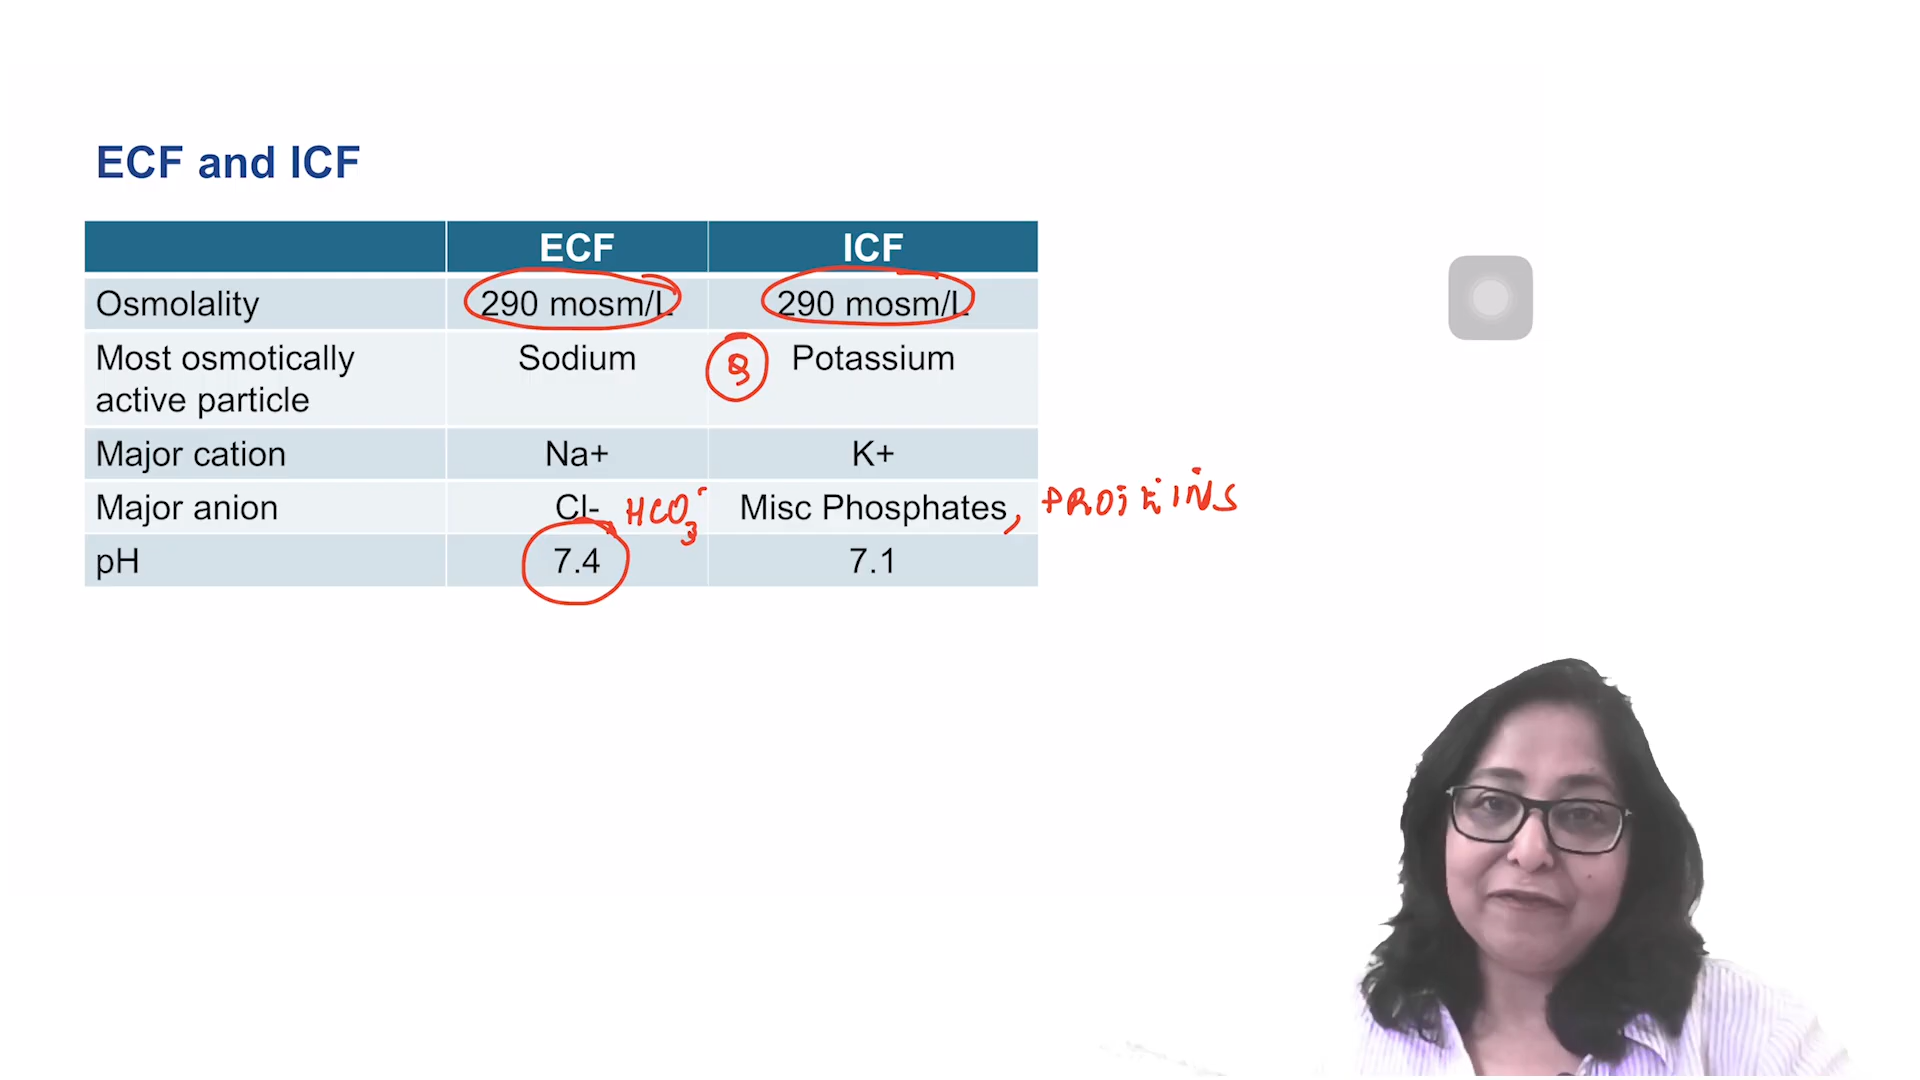 ECF and ICF
ECF ICF
Osmolality 290 mosm/L 290 mosm/L
Most osmotically active particle Sodium Potassium
Major cation Na+ K+
Major anion Cl-, HCO3- Misc Phosphates, PROTEINS
pH 7.4 7.1